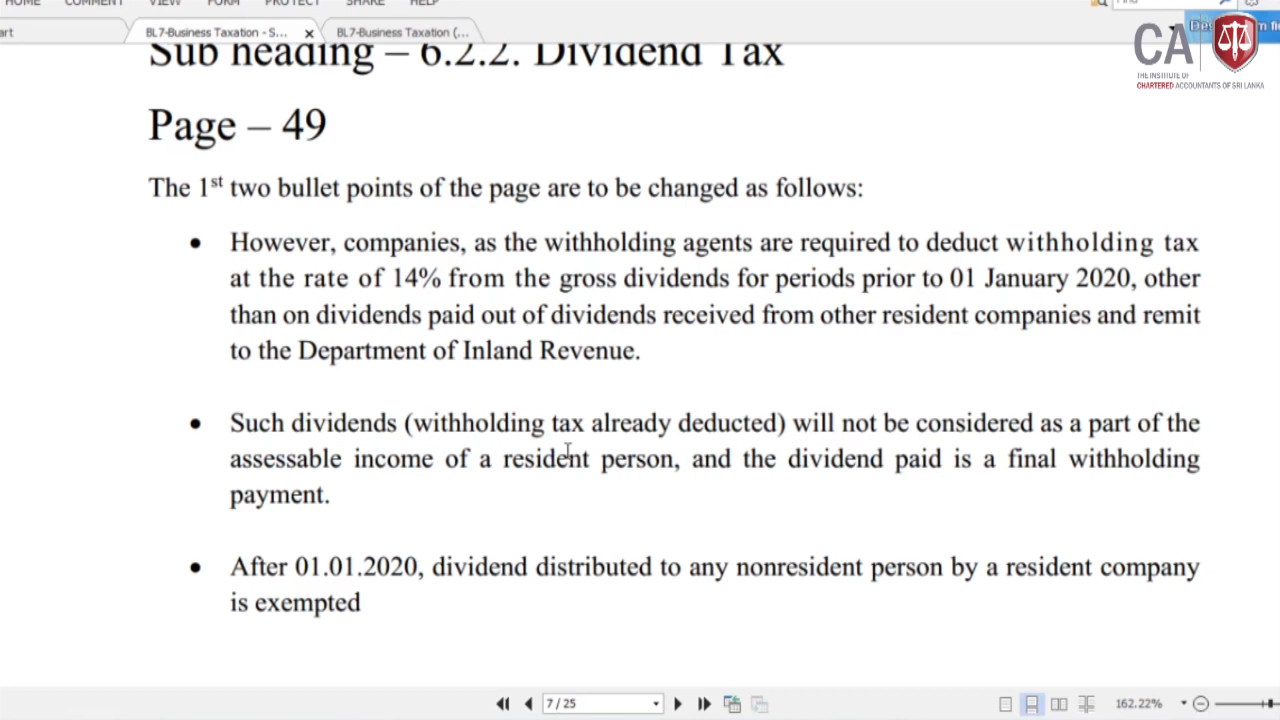 HOME COMMENT VIEW FORM PROTECT SHARE HELP
art
BL7-Business Taxation - S...
BL7-Business Taxation (...
CA
THE INSTITUTE OF
CHARTERED ACCOUNTANTS OF SRI LANKA
Sub heading – 6.2.2. Dividend Tax
Page – 49
The 1st two bullet points of the page are to be changed as follows:
• However, companies, as the withholding agents are required to deduct withholding tax
at the rate of 14% from the gross dividends for periods prior to 01 January 2020, other
than on dividends paid out of dividends received from other resident companies and remit
to the Department of Inland Revenue.
• Such dividends (withholding tax already deducted) will not be considered as a part of the
assessable income of a resident person, and the dividend paid is a final withholding
payment.
• After 01.01.2020, dividend distributed to any nonresident person by a resident company
is exempted
7 / 25
162.22%